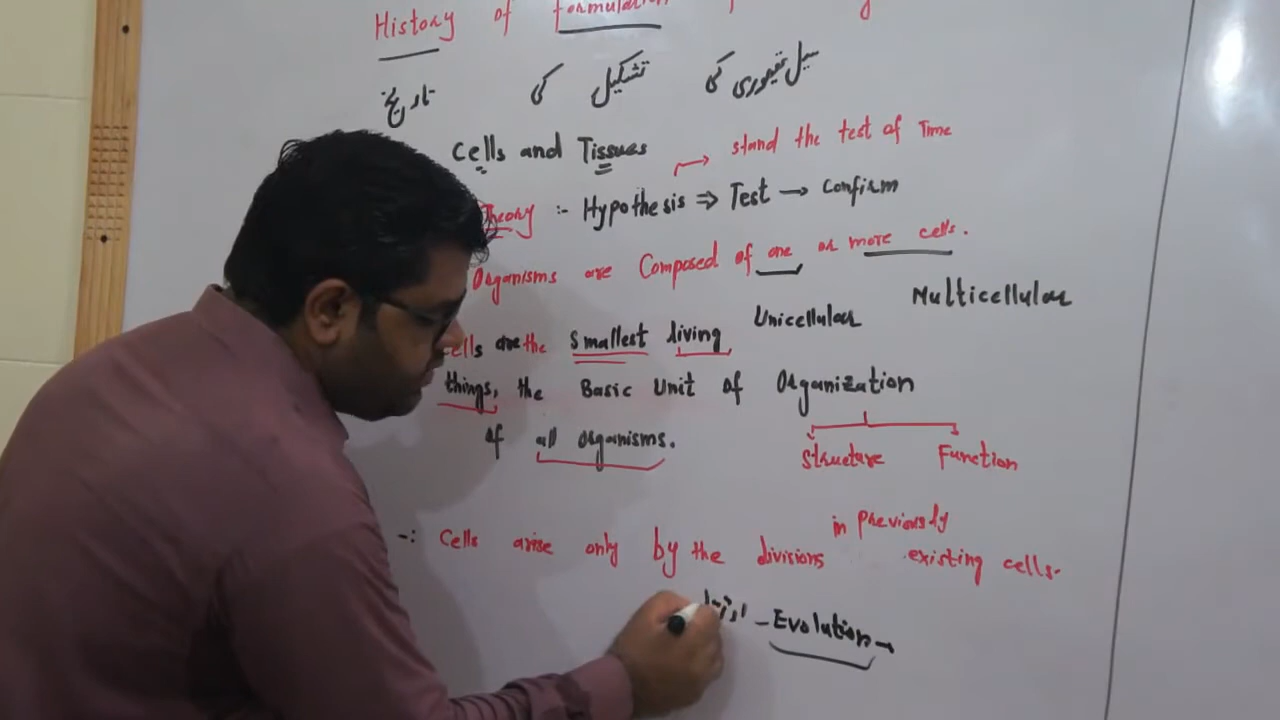 History of formulation
تاریخ کی تشکیل کی سیل تھیوری
Cells and Tissues
stand the test of Time
Theory :- Hypothesis ⇒ Test → Confirm
Organisms are Composed of one or more cells.
Unicellular Multicellular
cells are the Smallest living
things, the Basic Unit of Organization
of all organisms.
Structure Function
in Previously
-: Cells arise only by the divisions existing cells.
- Evolution →